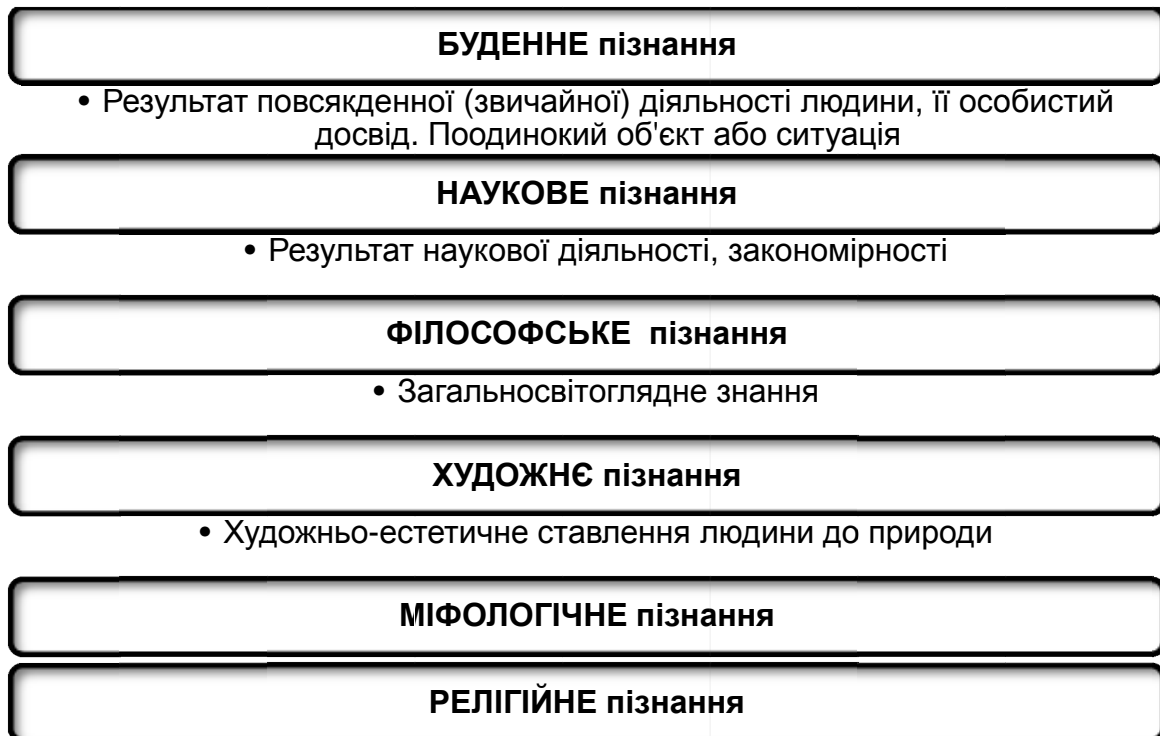 БУДЕННЕ пізнання
• Результат повсякденної (звичайної) діяльності людини, її особистий
досвід. Поодинокий об'єкт або ситуація
НАУКОВЕ пізнання
• Результат наукової діяльності, закономірності
ФІЛОСОФСЬКЕ пізнання
• Загальносвітоглядне знання
ХУДОЖНЄ пізнання
• Художньо-естетичне ставлення людини до природи
МІФОЛОГІЧНЕ пізнання
РЕЛІГІЙНЕ пізнання